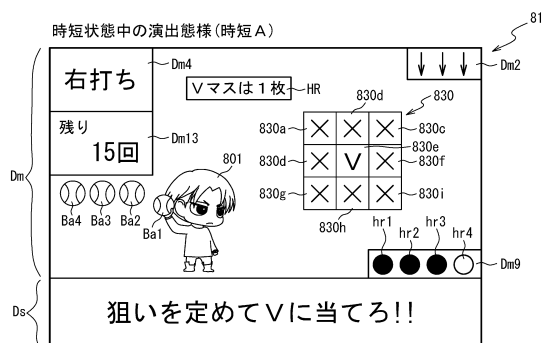 時短状態中の演出態様(時短A)
81
右打ち
Dm4
Vマスは1枚
HR
Dm2
830d
830
残り
15回
Dm13
830a
830c
830e
830d
V
830f
830g
830i
830h
Dm
801
Ba4
Ba3
Ba2
Ba1
hr1
hr2
hr3
hr4
Dm9
Ds
狙いを定めてVに当てろ!!